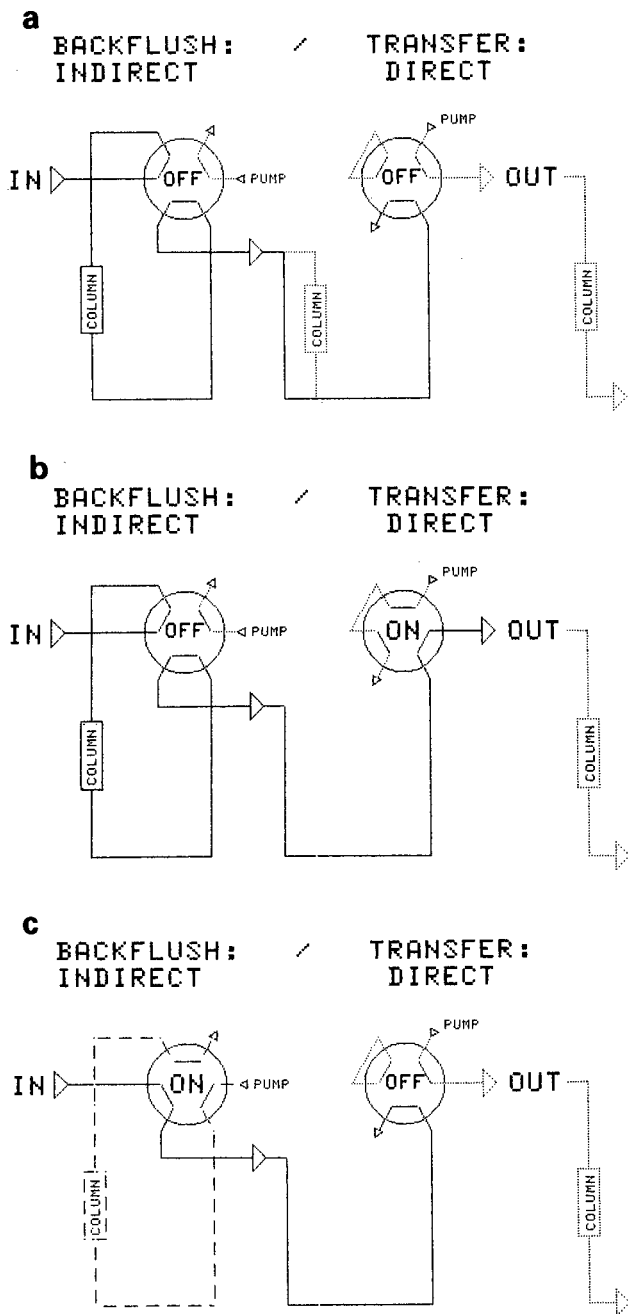 a
BACKFLUSH: / TRANSFER:
INDIRECT DIRECT
PUMP
IN OFF PUMP OFF OUT
COLUMN COLUMN COLUMN
b
BACKFLUSH: / TRANSFER:
INDIRECT DIRECT
PUMP
IN OFF PUMP ON OUT
COLUMN COLUMN
c
BACKFLUSH: / TRANSFER:
INDIRECT DIRECT
PUMP
IN ON PUMP OFF OUT
COLUMN COLUMN